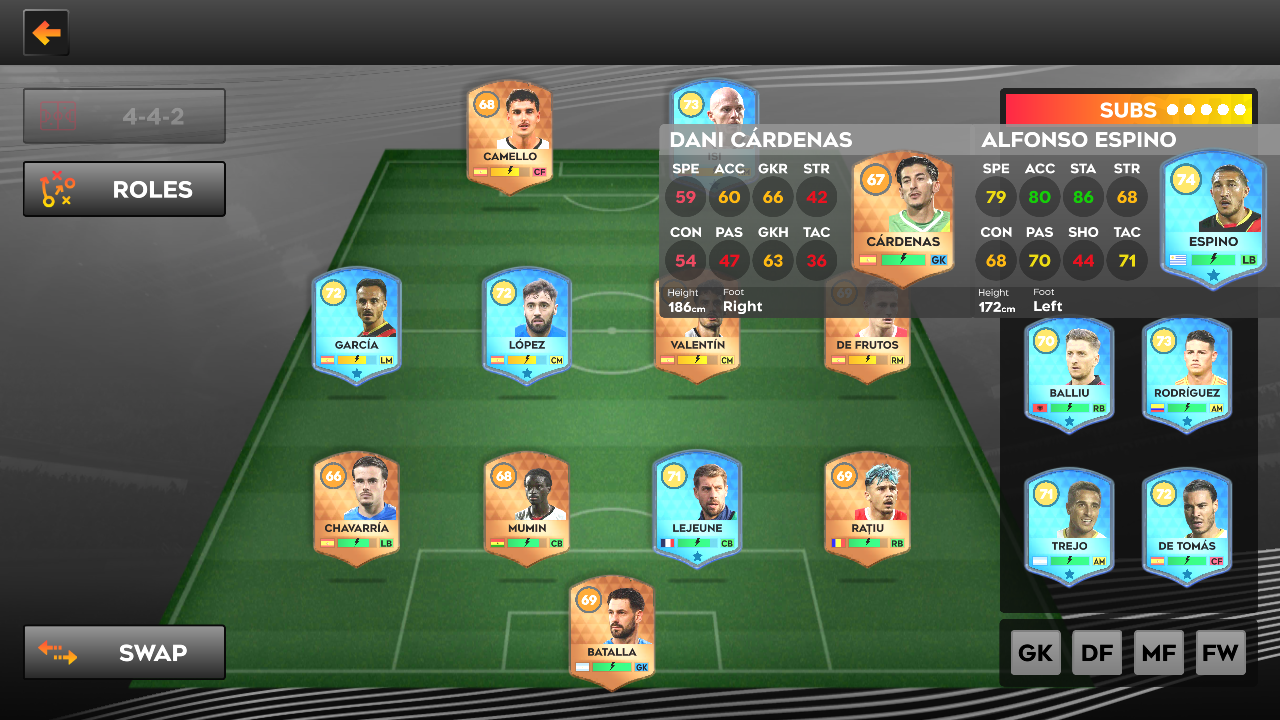 4-4-2
ROLES
SWAP
68
CAMELLO
CF
73
ISI
SUBS
DANI CÁRDENAS
SPE ACC GKR STR
59 60 66 42
CON PAS GKH TAC
54 47 63 36
Height Foot
186cm Right
67
CÁRDENAS
GK
ALFONSO ESPINO
SPE ACC STA STR
79 80 86 68
CON PAS SHO TAC
68 70 44 71
Height Foot
172cm Left
74
ESPINO
LB
72
GARCÍA
LM
72
LÓPEZ
CM
VALENTÍN
CM
69
DE FRUTOS
RM
70
BALLIU
RB
73
RODRÍGUEZ
AM
66
CHAVARRÍA
LB
68
MUMIN
CB
71
LEJEUNE
CB
69
RAȚIU
RB
71
TREJO
AM
72
DE TOMÁS
CF
69
BATALLA
GK
GK DF MF FW